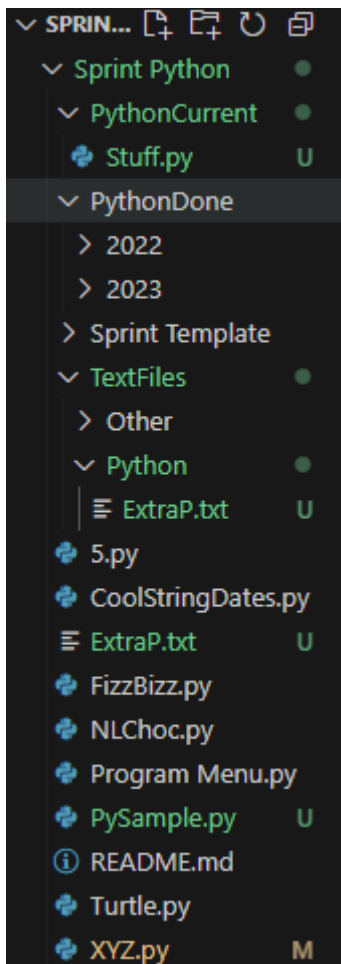 SPRIN...
Sprint Python
PythonCurrent
Stuff.py U
PythonDone
2022
2023
Sprint Template
TextFiles
Other
Python
ExtraP.txt U
5.py
CoolStringDates.py
ExtraP.txt U
FizzBizz.py
NLChoc.py
Program Menu.py
PySample.py U
README.md
Turtle.py
XYZ.py M